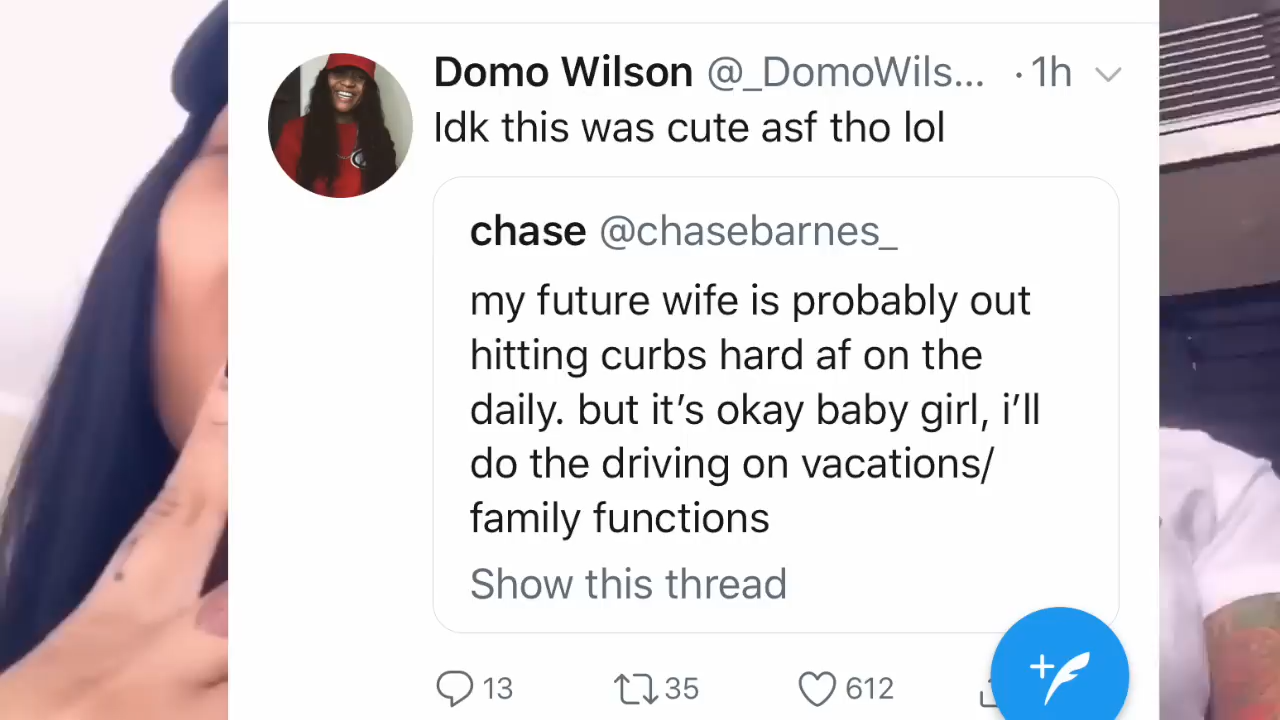 Domo Wilson @_DomoWils... · 1h
Idk this was cute asf tho lol
chase @chasebarnes_
my future wife is probably out
hitting curbs hard af on the
daily. but it’s okay baby girl, i’ll
do the driving on vacations/
family functions
Show this thread
13 35 612